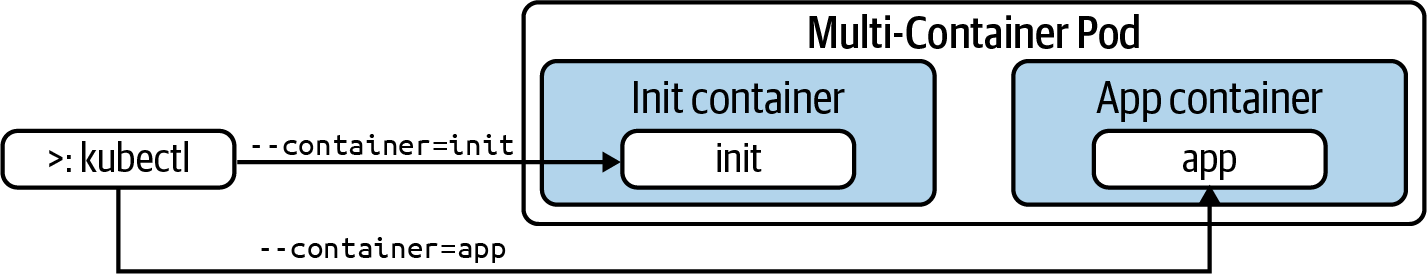 Multi-Container Pod
Init container
App container
>: kubectl
--container=init
init
app
--container=app